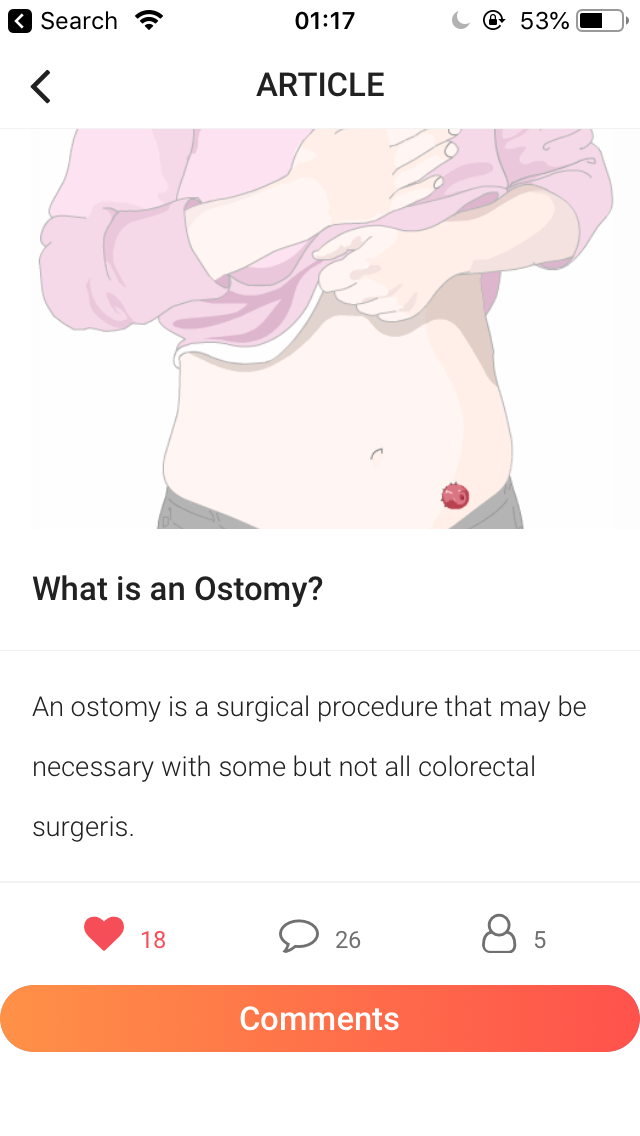 Search 01:17 53%
ARTICLE
What is an Ostomy?
An ostomy is a surgical procedure that may be
necessary with some but not all colorectal
surgeris.
18 26 5
Comments